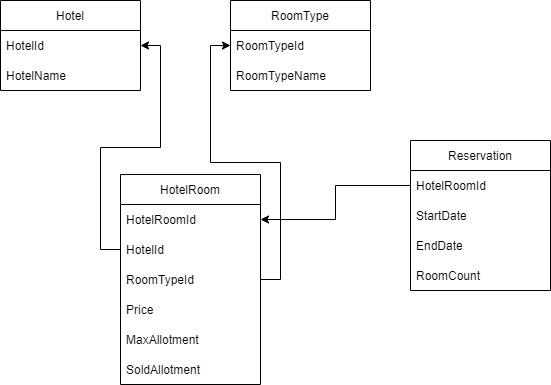 Hotel
HotelId
HotelName
RoomType
RoomTypeId
RoomTypeName
Reservation
HotelRoomId
StartDate
EndDate
RoomCount
HotelRoom
HotelRoomId
HotelId
RoomTypeId
Price
MaxAllotment
SoldAllotment